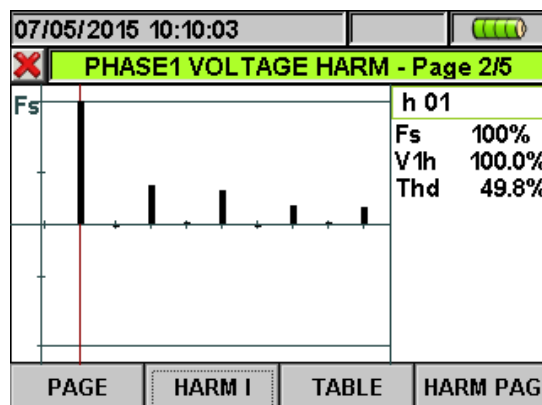 07/05/2015 10:10:03
PHASE1 VOLTAGE HARM - Page 2/5
Fs
h 01
Fs 100%
V1h 100.0%
Thd 49.8%
PAGE HARM I TABLE HARM PAG